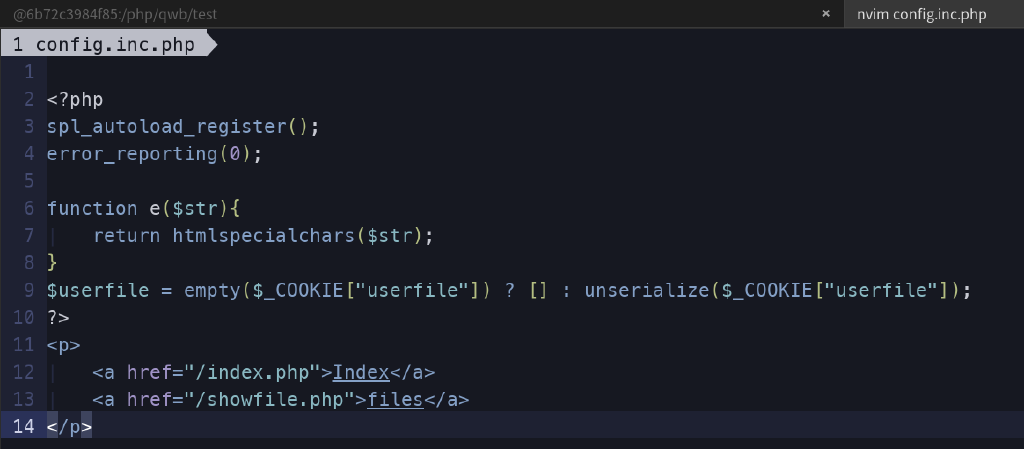 @6b72c3984f85:/php/qwb/test × nvim config.inc.php
1 config.inc.php
1
2 <?php
3 spl_autoload_register();
4 error_reporting(0);
5
6 function e($str){
7     return htmlspecialchars($str);
8 }
9 $userfile = empty($_COOKIE["userfile"]) ? [] : unserialize($_COOKIE["userfile"]);
10 ?>
11 <p>
12     <a href="/index.php">Index</a>
13     <a href="/showfile.php">files</a>
14 </p>